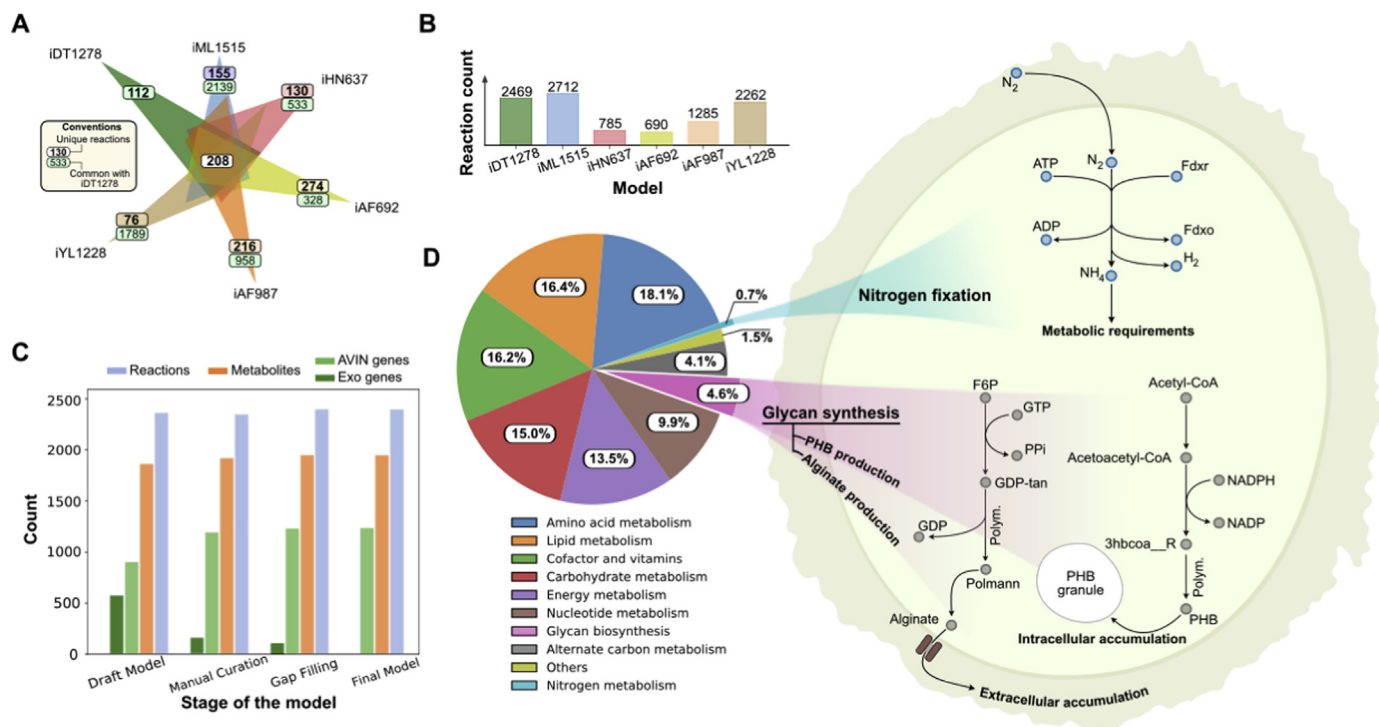 A
iDT1278
iML1515
iHN637
112
155
2139
130
533
Conventions
Unique reactions
130
533
Common with
iDT1278
208
274
328
iAF692
76
1789
iYL1228
216
958
iAF987
B
Reaction count
2469
2712
785
690
1285
2262
iDT1278
iML1515
iHN637
iAF692
iAF987
iYL1228
Model
C
Reactions
Metabolites
AVIN genes
Exo genes
Count
2500
2000
1500
1000
500
0
Draft Model
Manual Curation
Gap Filling
Final Model
Stage of the model
D
16.4%
18.1%
0.7%
1.5%
4.1%
4.6%
9.9%
13.5%
15.0%
16.2%
Amino acid metabolism
Lipid metabolism
Cofactor and vitamins
Carbohydrate metabolism
Energy metabolism
Nucleotide metabolism
Glycan biosynthesis
Alternate carbon metabolism
Others
Nitrogen metabolism
Nitrogen fixation
Glycan synthesis
PHB production
Alginate production
N2
N2
ATP
Fdxr
ADP
Fdxo
H2
NH4
Metabolic requirements
F6P
GTP
PPi
GDP-tan
GDP
Polym.
Polmann
Alginate
Extracellular accumulation
Acetyl-CoA
Acetoacetyl-CoA
NADPH
NADP
3hbcoa__R
Polym.
PHB
PHB
granule
Intracellular accumulation